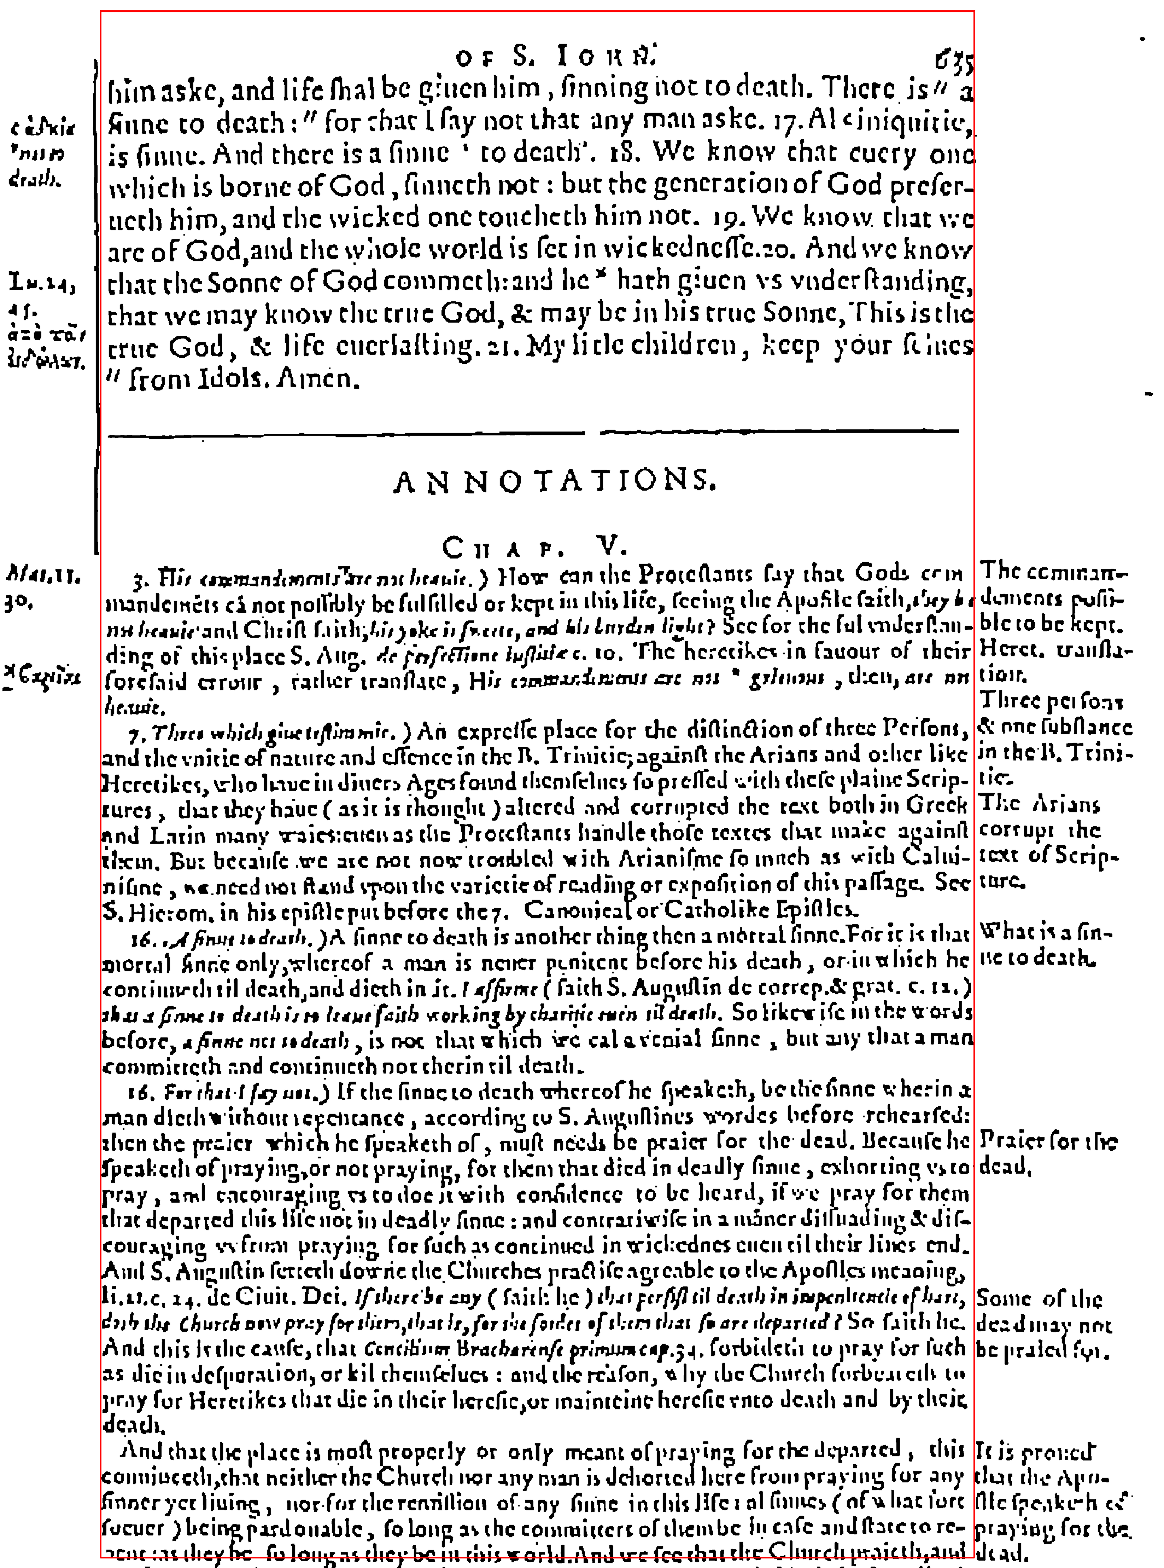 OF S. IOHN. 635
him aske, and life shal be giuen him, sinning not to death. There is " a
sinne to death: " for that I say not that any man aske. 17. Al iniquitie,
is sinne. And there is a sinne ' to death'. 18. We know that euery one
which is borne of God, sinneth not: but the generation of God preser-
ueth him, and the wicked one toucheth him not. 19. We know that we
are of God, and the whole world is set in wickednesse. 20. And we know
that the Sonne of God commeth: and he * hath giuen vs vnderstanding,
that we may know the true God, & may be in his true Sonne, This is the
true God, & life euerlasting. 21. My litle children, keep your selues
" from Idols. Amen.
ἀδικία
' not to
death.
Lu. 24,
45.
ἀπὸ τῶν
εἰδώλων.
ANNOTATIONS.
CHAP. V.
Mat. 11.
30.
* βαρεῖαι
3. His commandements are not heauie.) How can the Protestants say that Gods com
mandemēts cā not possibly be fulfilled or kept in this life, seeing the Apostle saith, they be
not heauie and Christ saith, his yoke is sweete, and his burden light? See for the ful vnderstan-
ding of this place S. Aug. de perfectione Iustitiæ c. 10. The heretikes in fauour of their
foresaid errour, rather translate, His commandements are not * grieuous, then, are not
heauie.
7. Three which giue testimonie.) An expresse place for the distinction of three Persons,
and the vnitie of nature and essence in the B. Trinitie; against the Arians and other like
Heretikes, who haue in diuers Ages found themselues so pressed with these plaine Scrip-
tures, that they haue (as it is thought) altered and corrupted the text both in Greek
and Latin many waies: euen as the Protestants handle those textes that make against
them. But because we are not now troubled with Arianisme so much as with Calui-
nisme, we need not stand vpon the varietie of reading or exposition of this passage. See
S. Hierom. in his epistle put before the 7. Canonical or Catholike Epistles.
16. A sinne to death.) A sinne to death is another thing then a mortal sinne. For it is that
mortal sinne only, whereof a man is neuer penitent before his death, or in which he
continueth til death, and dieth in it. I affirme (saith S. Augustin de correp. & grat. c. 12.)
that a sinne to death is to leaue faith working by charitie euen til death. So likewise in the words
before, a sinne not to death, is not that which we cal a venial sinne, but any that a man
committeth and continueth not therin til death.
16. For that I say not.) If the sinne to death whereof he speaketh, be the sinne wherin a
man dieth without repentance, according to S. Augustines wordes before rehearsed:
then the praier which he speaketh of, must needs be praier for the dead. Because he
speaketh of praying, or not praying, for them that died in deadly sinne, exhorting vs to
pray, and encouraging vs to doe it with confidence to be heard, if we pray for them
that departed this life not in deadly sinne: and contrariwise in a māner dissuading & dis-
couraging vs from praying for such as continued in wickednes euen til their liues end.
And S. Augustin setteth downe the Churches practise agreable to the Apostles meaning,
li. 21. c. 24. de Ciuit. Dei. If there be any (saith he) that persist til death in impenitencie of hart,
doth the Church now pray for them, that is, for the soules of them that so are departed? So saith he.
And this is the cause, that Concilium Bracharense primum cap. 34. forbideth to pray for such
as die in desperation, or kil themselues: and the reason, why the Church forbeareth to
pray for Heretikes that die in their heresie, or mainteine heresie vnto death and by their
death.
And that the place is most properly or only meant of praying for the departed, this
conuinceth, that neither the Church nor any man is dehorted here from praying for any
sinner yet liuing, nor for the remission of any sinne in this life: al sinnes (of what sort
soeuer) being pardonable, so long as the committers of them be in case and state to re-
pent: as they be, so long as they be in this world. And we see that the Church praieth, and
The comman-
dements possi-
ble to be kept.
Heret. transla-
tion.
Three persons
& one substance
in the B. Trini-
tie.
The Arians
corrupt the
text of Scrip-
ture.
What is a sin-
ne to death.
Praier for the
dead.
Some of the
dead may not
be praied for.
It is proued
that the Apo-
stle speaketh of
praying for the
dead.